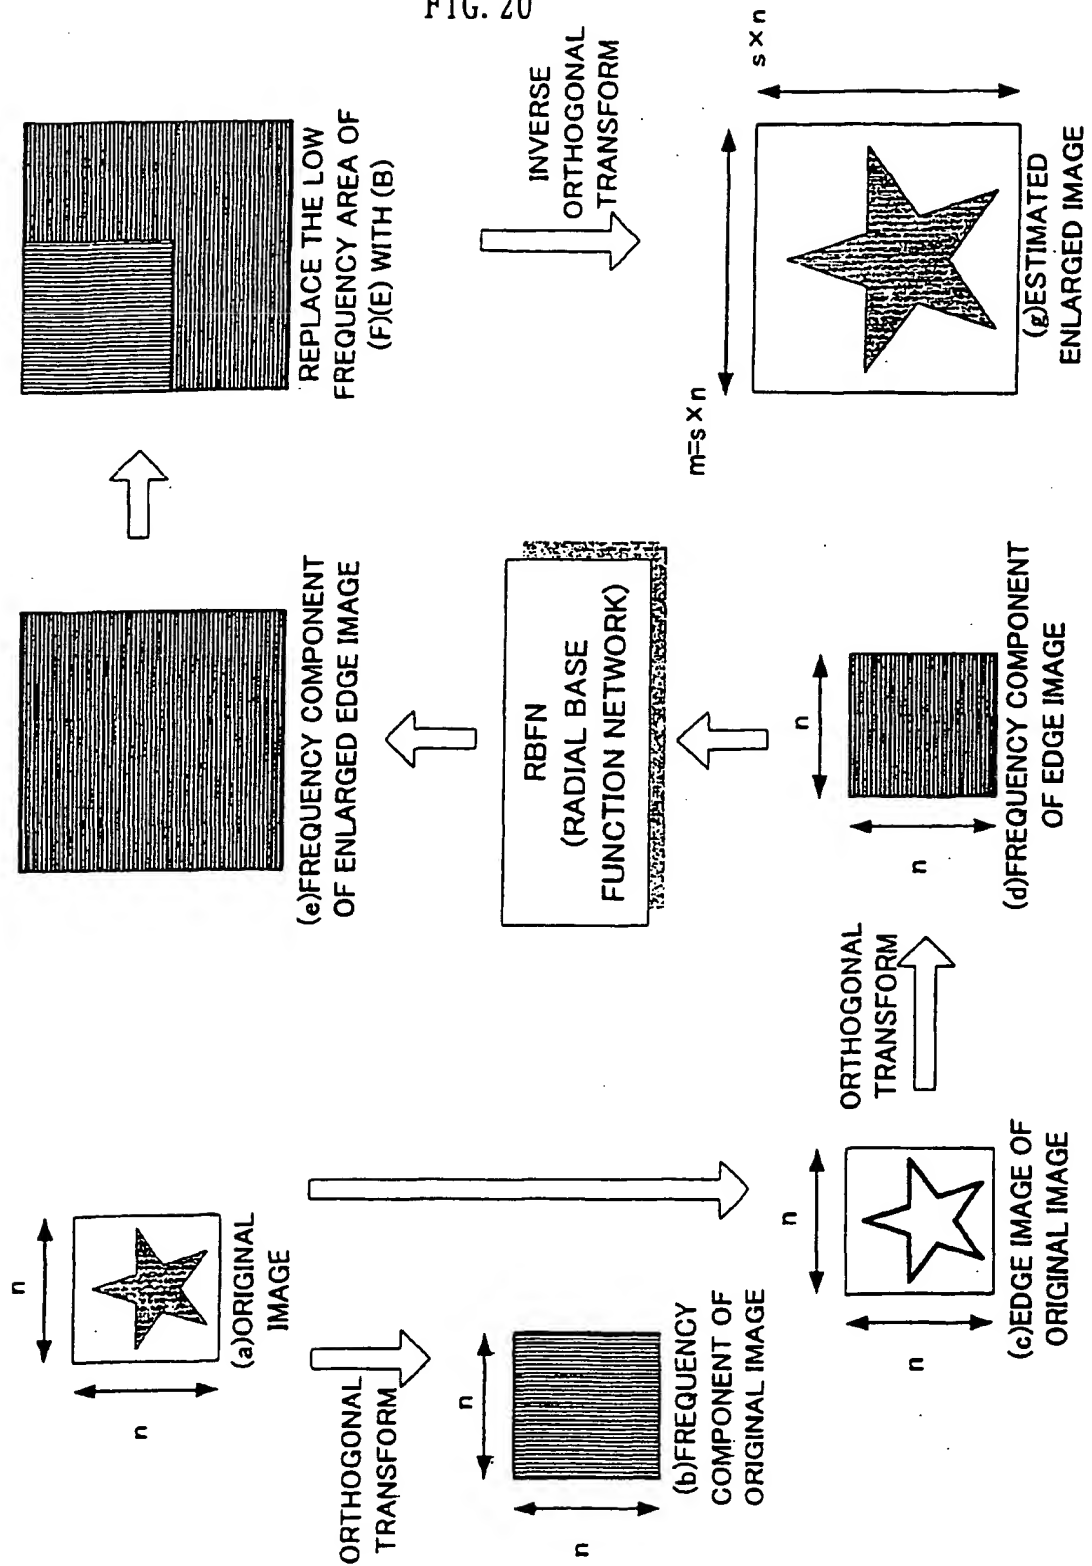 FIG. 20
n
n
(a)ORIGINAL
IMAGE
ORTHOGONAL
TRANSFORM
n
n
(b)FREQUENCY
COMPONENT OF
ORIGINAL IMAGE
n
n
(c)EDGE IMAGE OF
ORIGINAL IMAGE
ORTHOGONAL
TRANSFORM
n
n
(d)FREQUENCY COMPONENT
OF EDGE IMAGE
RBFN
(RADIAL BASE
FUNCTION NETWORK)
(e)FREQUENCY COMPONENT
OF ENLARGED EDGE IMAGE
REPLACE THE LOW
FREQUENCY AREA OF
(F)(E) WITH (B)
INVERSE
ORTHOGONAL
TRANSFORM
m=s×n
s×n
(g)ESTIMATED
ENLARGED IMAGE